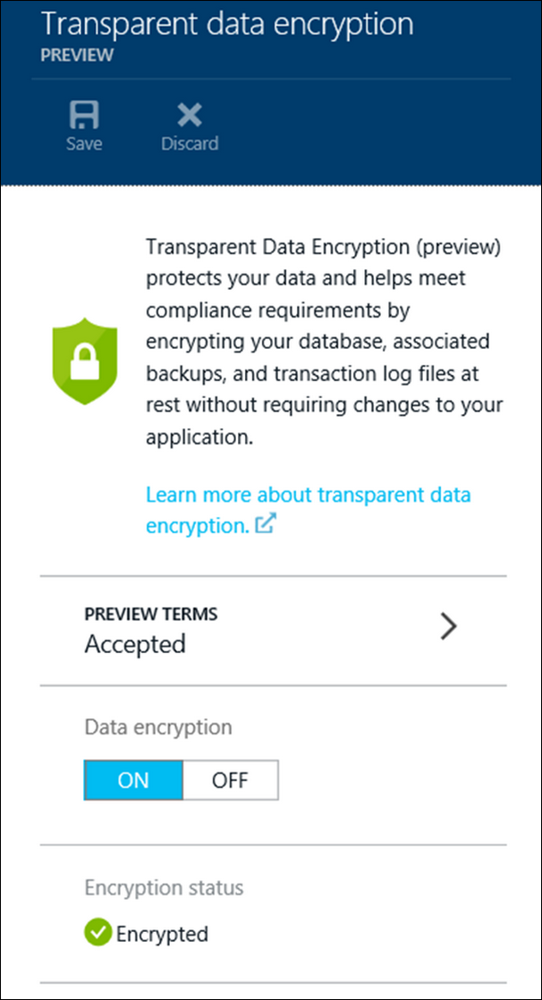 Transparent data encryption
PREVIEW
Save Discard
Transparent Data Encryption (preview)
protects your data and helps meet
compliance requirements by
encrypting your database, associated
backups, and transaction log files at
rest without requiring changes to your
application.
Learn more about transparent data
encryption.
PREVIEW TERMS
Accepted
Data encryption
ON OFF
Encryption status
Encrypted